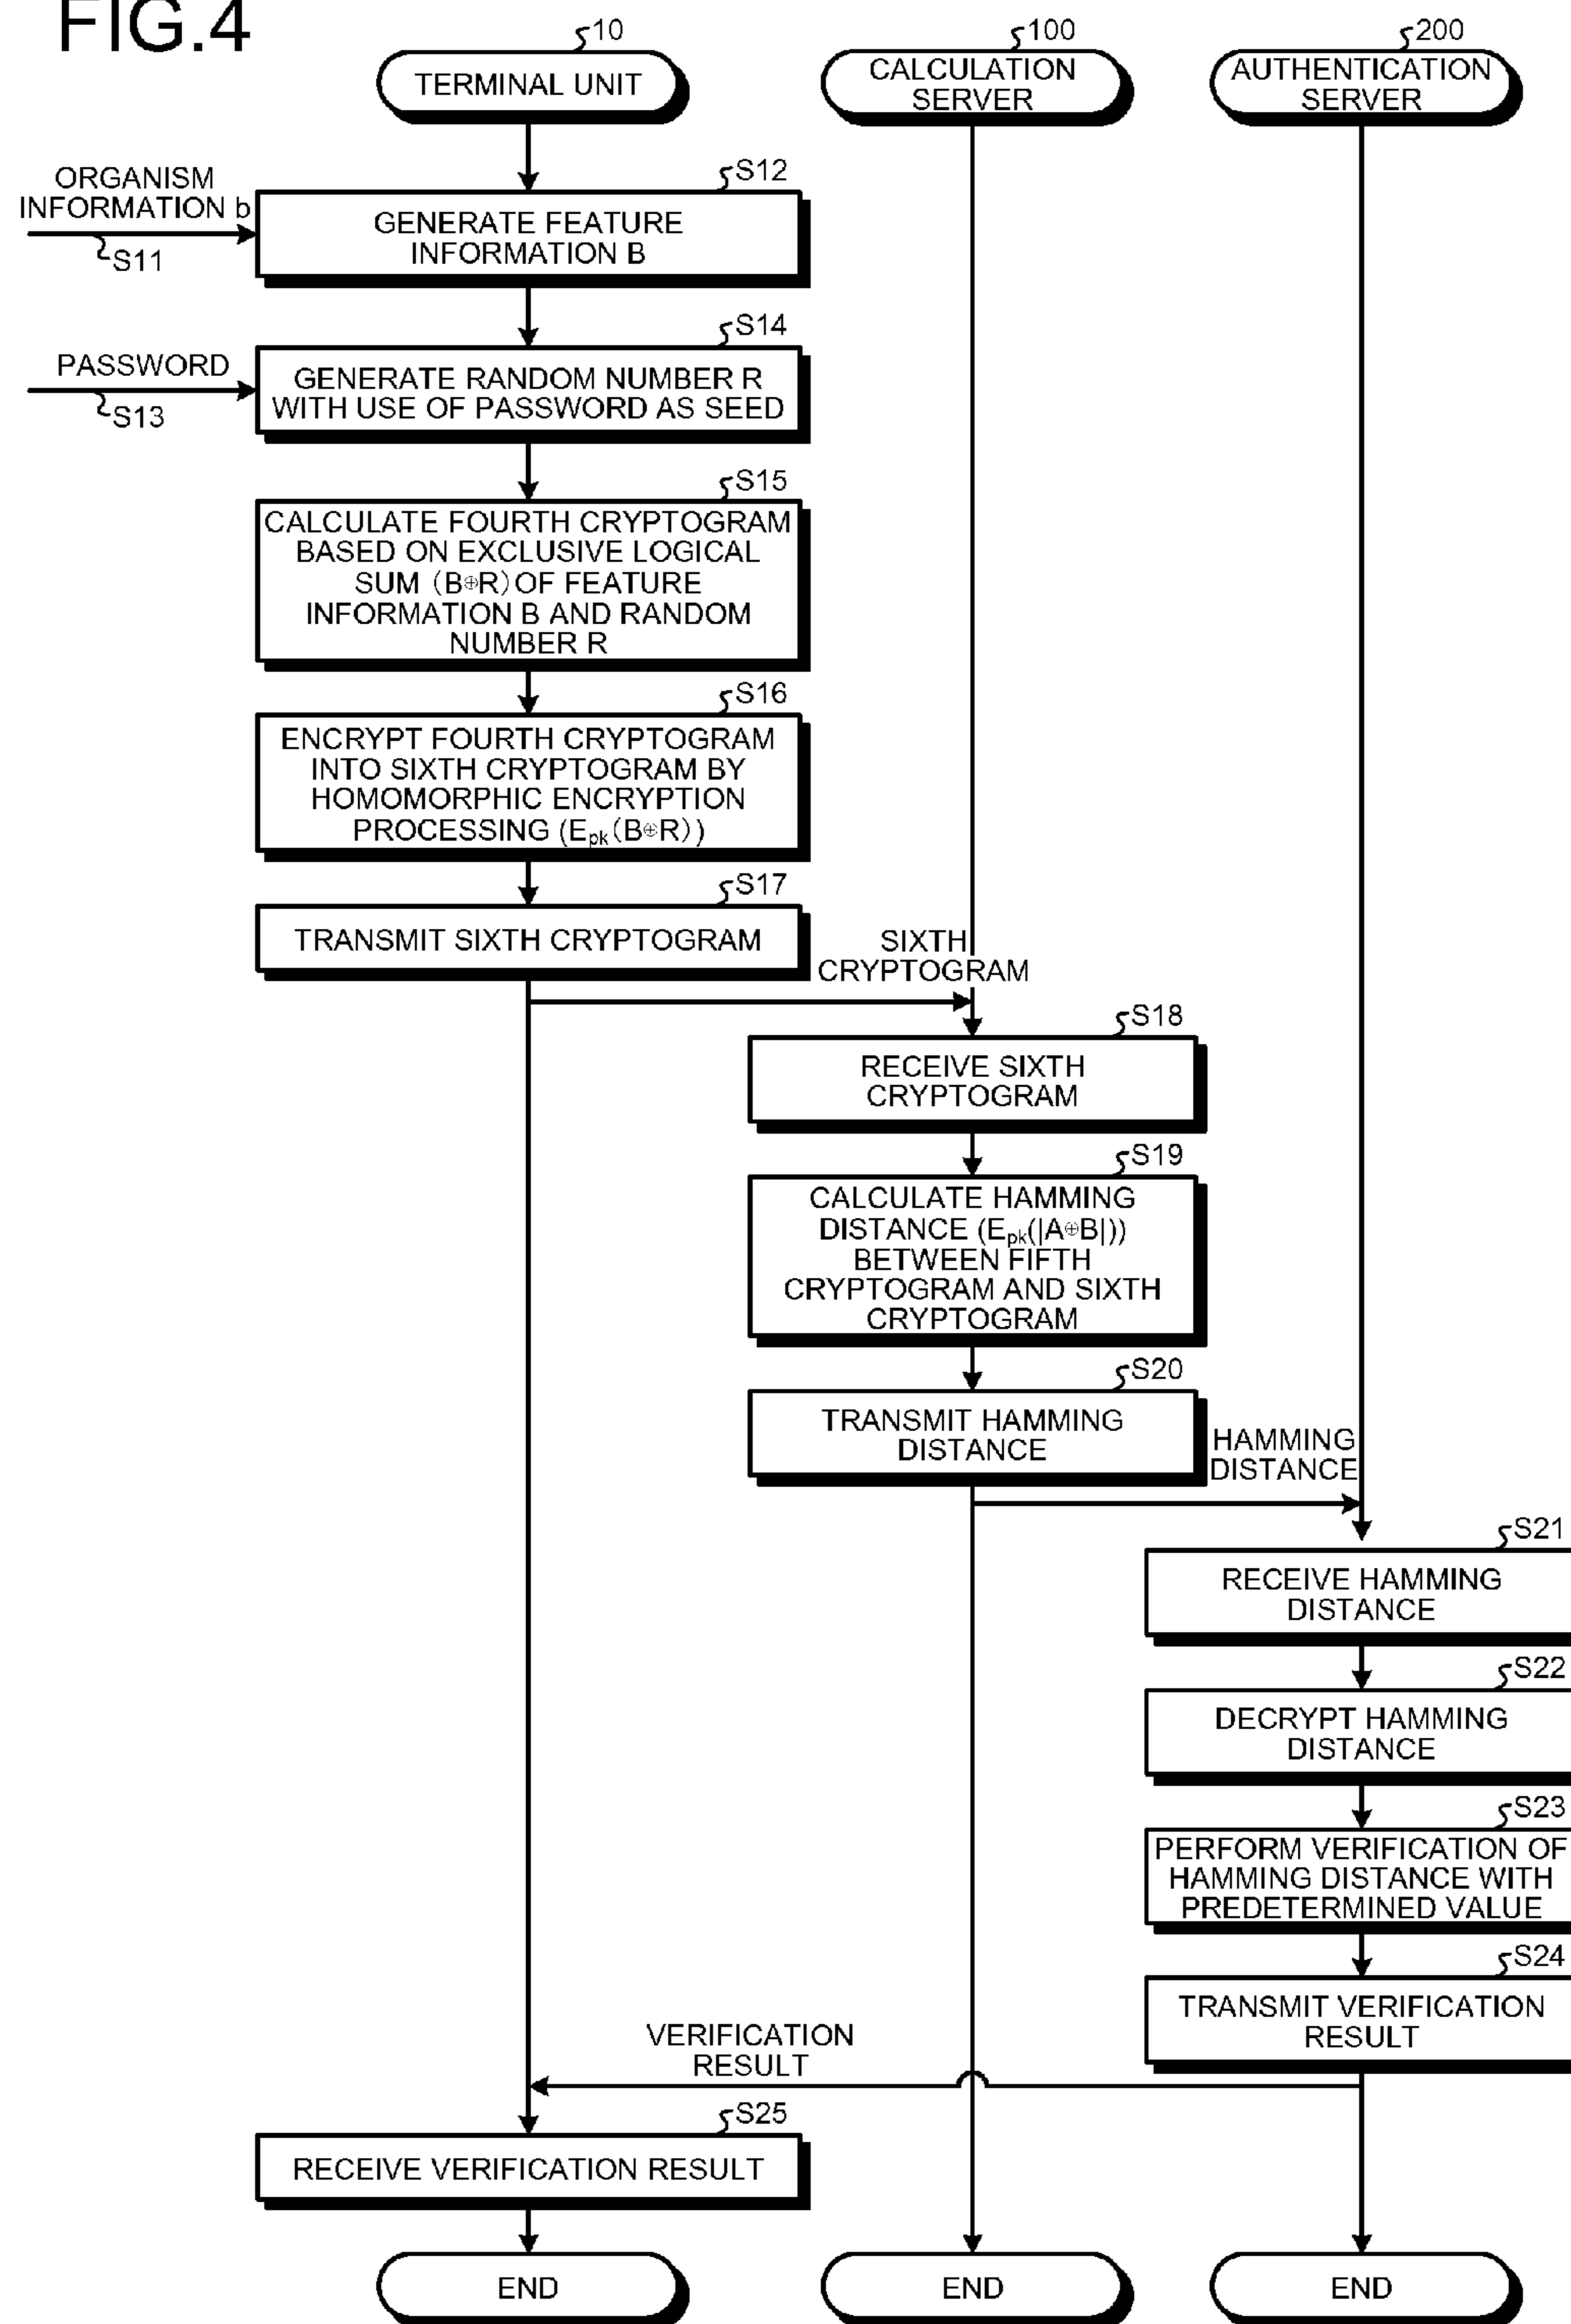 FIG.4
10
TERMINAL UNIT
100
CALCULATION
SERVER
200
AUTHENTICATION
SERVER
ORGANISM
INFORMATION b
S11
S12
GENERATE FEATURE
INFORMATION B
PASSWORD
S13
S14
GENERATE RANDOM NUMBER R
WITH USE OF PASSWORD AS SEED
S15
CALCULATE FOURTH CRYPTOGRAM
BASED ON EXCLUSIVE LOGICAL
SUM (B⊕R) OF FEATURE
INFORMATION B AND RANDOM
NUMBER R
S16
ENCRYPT FOURTH CRYPTOGRAM
INTO SIXTH CRYPTOGRAM BY
HOMOMORPHIC ENCRYPTION
PROCESSING (Epk(B⊕R))
S17
TRANSMIT SIXTH CRYPTOGRAM
SIXTH
CRYPTOGRAM
S18
RECEIVE SIXTH
CRYPTOGRAM
S19
CALCULATE HAMMING
DISTANCE (Epk(|A⊕B|))
BETWEEN FIFTH
CRYPTOGRAM AND SIXTH
CRYPTOGRAM
S20
TRANSMIT HAMMING
DISTANCE
HAMMING
DISTANCE
S21
RECEIVE HAMMING
DISTANCE
S22
DECRYPT HAMMING
DISTANCE
S23
PERFORM VERIFICATION OF
HAMMING DISTANCE WITH
PREDETERMINED VALUE
S24
TRANSMIT VERIFICATION
RESULT
VERIFICATION
RESULT
S25
RECEIVE VERIFICATION RESULT
END
END
END